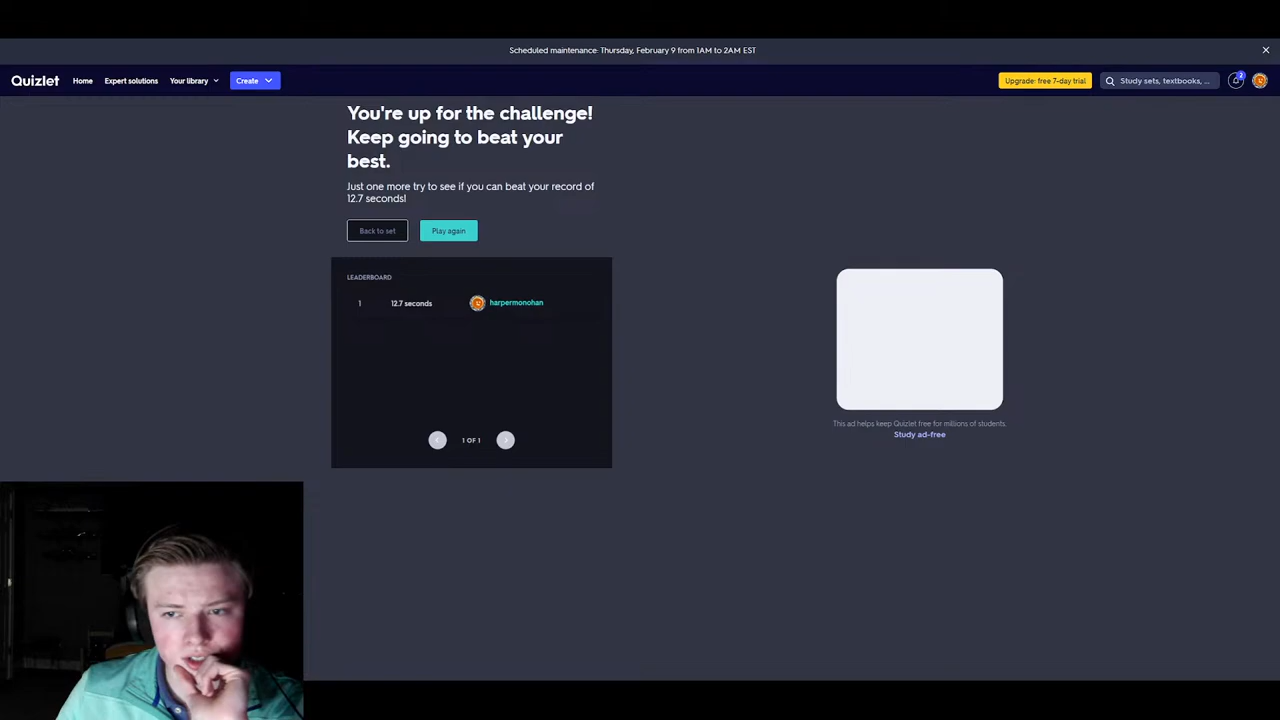 Scheduled maintenance: Thursday, February 9 from 1AM to 2AM EST
Quizlet Home Expert solutions Your library Create Upgrade: free 7-day trial Study sets, textbooks, ... 2
You're up for the challenge!
Keep going to beat your
best.
Just one more try to see if you can beat your record of
12.7 seconds!
Back to set Play again
LEADERBOARD
1 12.7 seconds harpermonohan
1 OF 1
This ad helps keep Quizlet free for millions of students.
Study ad-free